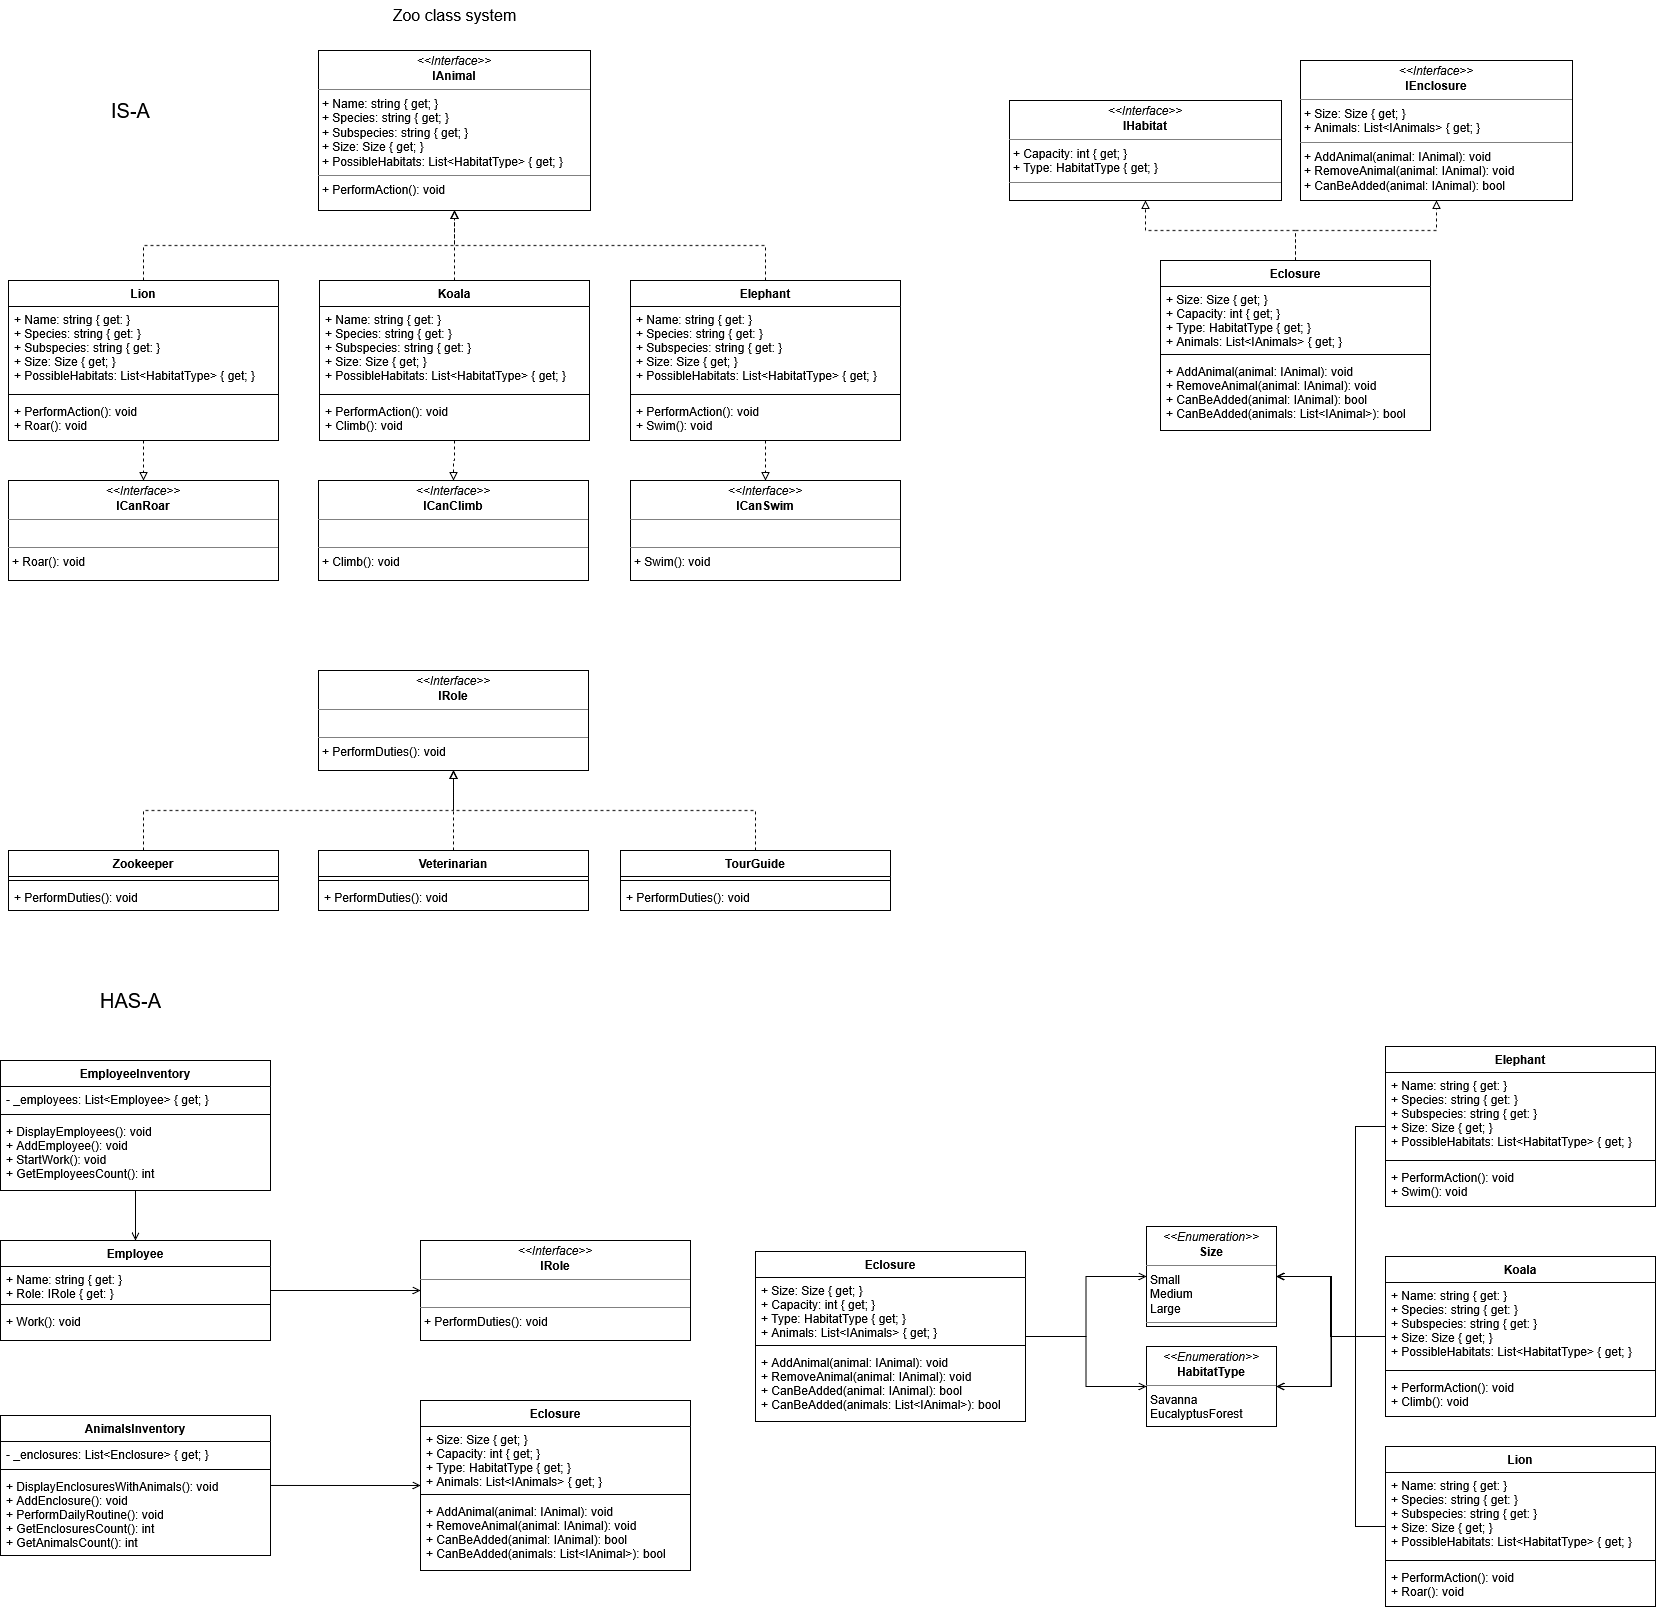 Zoo class system
IS-A
<<Interface>>
IAnimal
+ Name: string { get; }
+ Species: string { get; }
+ Subspecies: string { get; }
+ Size: Size { get; }
+ PossibleHabitats: List<HabitatType> { get; }
+ PerformAction(): void
<<Interface>>
IHabitat
+ Capacity: int { get; }
+ Type: HabitatType { get; }
<<Interface>>
IEnclosure
+ Size: Size { get; }
+ Animals: List<IAnimals> { get; }
+ AddAnimal(animal: IAnimal): void
+ RemoveAnimal(animal: IAnimal): void
+ CanBeAdded(animal: IAnimal): bool
Lion
+ Name: string { get: }
+ Species: string { get: }
+ Subspecies: string { get: }
+ Size: Size { get; }
+ PossibleHabitats: List<HabitatType> { get; }
+ PerformAction(): void
+ Roar(): void
Koala
+ Name: string { get: }
+ Species: string { get: }
+ Subspecies: string { get: }
+ Size: Size { get; }
+ PossibleHabitats: List<HabitatType> { get; }
+ PerformAction(): void
+ Climb(): void
Elephant
+ Name: string { get: }
+ Species: string { get: }
+ Subspecies: string { get: }
+ Size: Size { get; }
+ PossibleHabitats: List<HabitatType> { get; }
+ PerformAction(): void
+ Swim(): void
Eclosure
+ Size: Size { get; }
+ Capacity: int { get; }
+ Type: HabitatType { get; }
+ Animals: List<IAnimals> { get; }
+ AddAnimal(animal: IAnimal): void
+ RemoveAnimal(animal: IAnimal): void
+ CanBeAdded(animal: IAnimal): bool
+ CanBeAdded(animals: List<IAnimal>): bool
<<Interface>>
ICanRoar
+ Roar(): void
<<Interface>>
ICanClimb
+ Climb(): void
<<Interface>>
ICanSwim
+ Swim(): void
<<Interface>>
IRole
+ PerformDuties(): void
Zookeeper
+ PerformDuties(): void
Veterinarian
+ PerformDuties(): void
TourGuide
+ PerformDuties(): void
HAS-A
EmployeeInventory
- _employees: List<Employee> { get; }
+ DisplayEmployees(): void
+ AddEmployee(): void
+ StartWork(): void
+ GetEmployeesCount(): int
Employee
+ Name: string { get: }
+ Role: IRole { get: }
+ Work(): void
<<Interface>>
IRole
+ PerformDuties(): void
AnimalsInventory
- _enclosures: List<Enclosure> { get; }
+ DisplayEnclosuresWithAnimals(): void
+ AddEnclosure(): void
+ PerformDailyRoutine(): void
+ GetEnclosuresCount(): int
+ GetAnimalsCount(): int
Eclosure
+ Size: Size { get; }
+ Capacity: int { get; }
+ Type: HabitatType { get; }
+ Animals: List<IAnimals> { get; }
+ AddAnimal(animal: IAnimal): void
+ RemoveAnimal(animal: IAnimal): void
+ CanBeAdded(animal: IAnimal): bool
+ CanBeAdded(animals: List<IAnimal>): bool
Eclosure
+ Size: Size { get; }
+ Capacity: int { get; }
+ Type: HabitatType { get; }
+ Animals: List<IAnimals> { get; }
+ AddAnimal(animal: IAnimal): void
+ RemoveAnimal(animal: IAnimal): void
+ CanBeAdded(animal: IAnimal): bool
+ CanBeAdded(animals: List<IAnimal>): bool
<<Enumeration>>
Size
Small
Medium
Large
<<Enumeration>>
HabitatType
Savanna
EucalyptusForest
Elephant
+ Name: string { get: }
+ Species: string { get: }
+ Subspecies: string { get: }
+ Size: Size { get; }
+ PossibleHabitats: List<HabitatType> { get; }
+ PerformAction(): void
+ Swim(): void
Koala
+ Name: string { get: }
+ Species: string { get: }
+ Subspecies: string { get: }
+ Size: Size { get; }
+ PossibleHabitats: List<HabitatType> { get; }
+ PerformAction(): void
+ Climb(): void
Lion
+ Name: string { get: }
+ Species: string { get: }
+ Subspecies: string { get: }
+ Size: Size { get; }
+ PossibleHabitats: List<HabitatType> { get; }
+ PerformAction(): void
+ Roar(): void